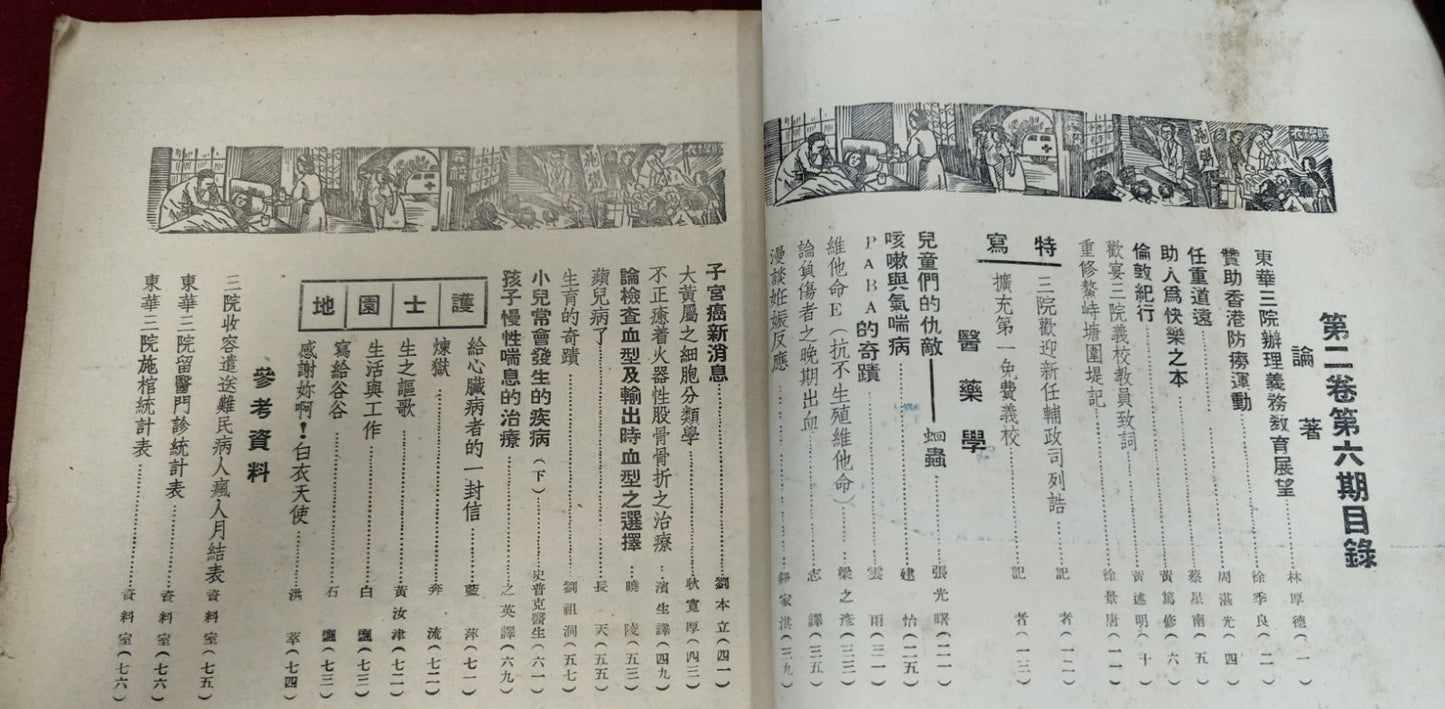 第二卷第六期目錄
論著
東華三院辦理義務教育展望……林厚德(一)
贊助香港防癆運動……徐季良(二)
任重道遠……周湛光(四)
助人爲快樂之本……蔡星南(五)
倫敦紀行……黃篤修(六)
歡宴三院義校教員致詞……黃述明(十)
重修鰲峙塘圍堤記……徐景唐(一一)
特寫
三院歡迎新任輔政司列誥……記者(一二)
擴充第一免費義校……記者(一三)
醫藥學
兒童們的仇敵——蛔蟲……張光曙(二一)
咳嗽與氣喘病……建怡(二五)
PABA的奇蹟……雲雨(三一)
維他命E(抗不生殖維他命)……梁之彥(三三)
論負傷者之晚期出血……志譯(三五)
漫談妊娠反應……家淇(三九)
子宮癌新消息……劉本立(四一)
大黃屬之細胞分類學……耿寬厚(四三)
不正癒着火器性股骨骨折之治療……濱生譯(四九)
論檢查血型及輸出時血型之選擇……曉陵(五三)
蘋兒病了……長天(五五)
生育的奇蹟……劉祖洞(五七)
小兒常會發生的疾病(下)……史普克醫生(六一)
孩子慢性喘息的治療……之英譯(六九)
護士園地
給心臟病者的一封信……藍萍(七一)
煉獄……奔流(七二)
生之謳歌……黃汝津(七二)
生活與工作……白鷗(七三)
寫給谷谷……石鷗(七三)
感謝妳啊!白衣天使……洪萃(七四)
參考資料
三院收容遣送難民病人瘋人月結表……資料室(七五)
東華三院留醫門診統計表……資料室(七六)
東華三院施棺統計表……資料室(七六)
施粥
施粥